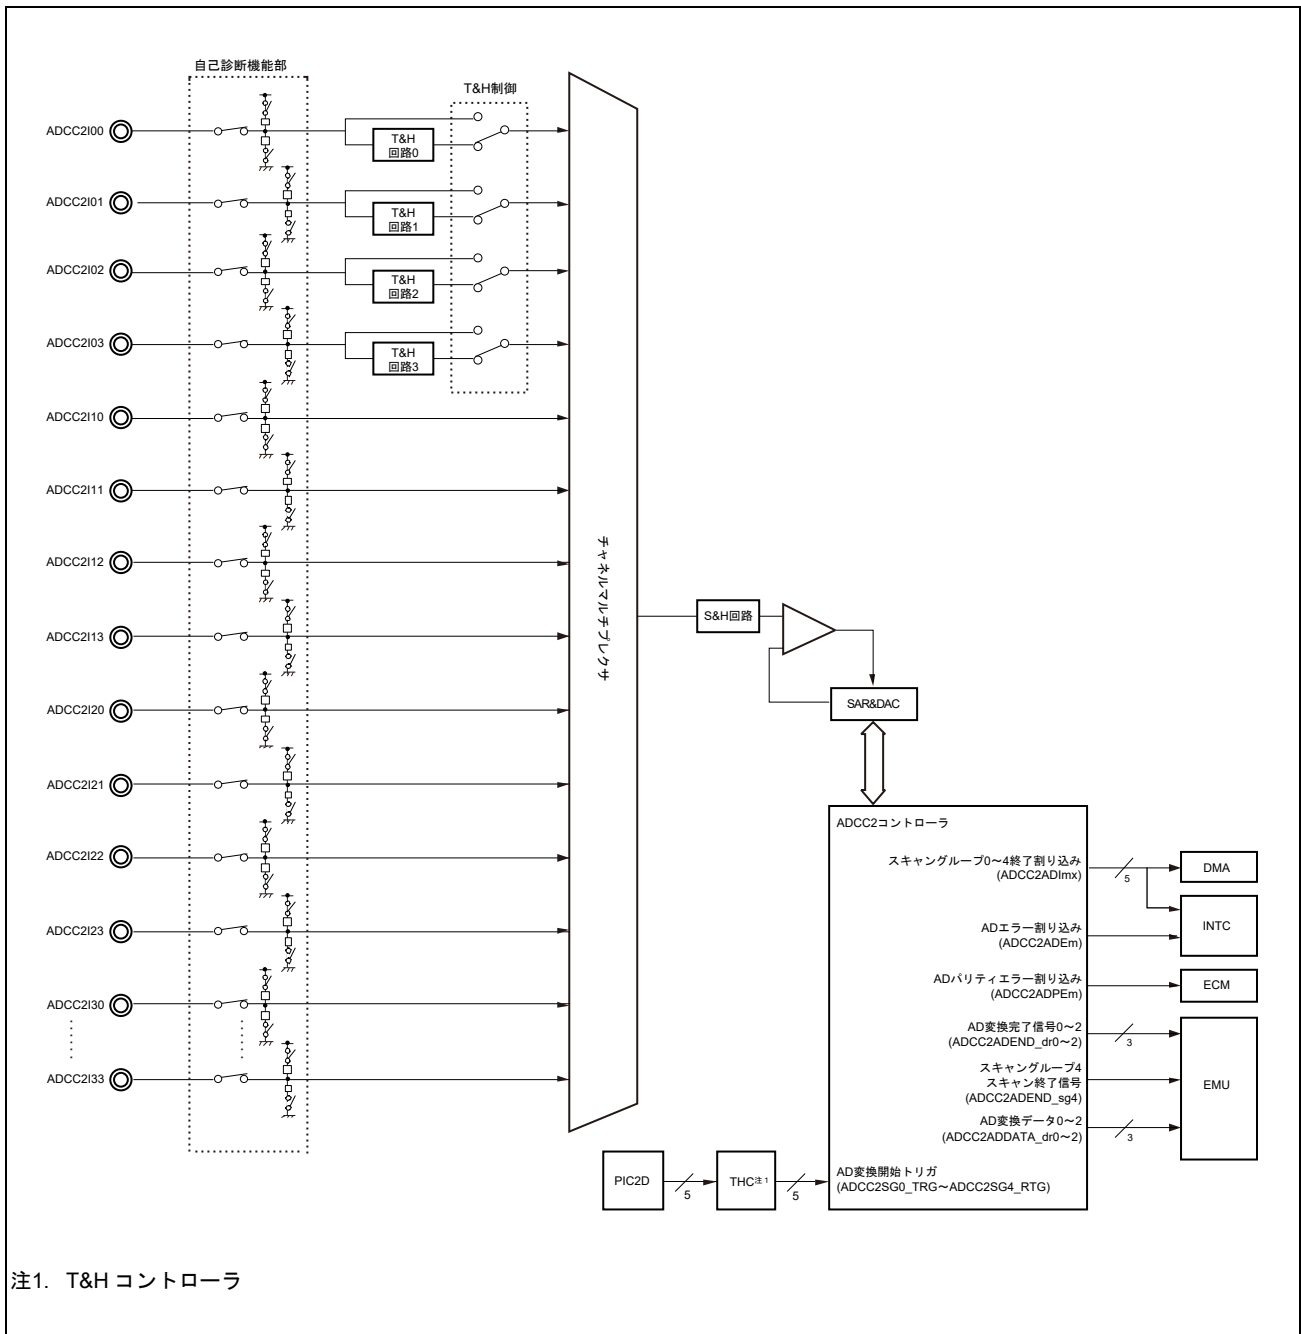 自己診断機能部
T&H制御
ADCC2I00
T&H
回路0
ADCC2I01
T&H
回路1
ADCC2I02
T&H
回路2
ADCC2I03
T&H
回路3
ADCC2I10
ADCC2I11
ADCC2I12
ADCC2I13
ADCC2I20
ADCC2I21
ADCC2I22
ADCC2I23
ADCC2I30
ADCC2I33
チャネルマルチプレクサ
S&H回路
SAR&DAC
ADCC2コントローラ
スキャングループ0～4終了割り込み
(ADCC2ADImx)
5
DMA
INTC
ADエラー割り込み
(ADCC2ADEm)
ADパリティエラー割り込み
(ADCC2ADPEm)
ECM
AD変換完了信号0～2
(ADCC2ADEND_dr0～2)
3
スキャングループ4
スキャン終了信号
(ADCC2ADEND_sg4)
EMU
AD変換データ0～2
(ADCC2ADDATA_dr0～2)
3
PIC2D
5
THC注1
5
AD変換開始トリガ
(ADCC2SG0_TRG～ADCC2SG4_RTG)
注1. T&H コントローラ